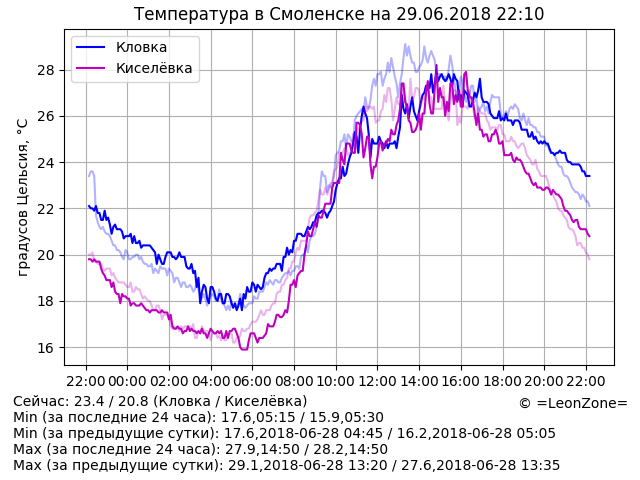 Температура в Смоленске на 29.06.2018 22:10
Кловка
Киселёвка
градусов Цельсия, °C
28
26
24
22
20
18
16
22:00 00:00 02:00 04:00 06:00 08:00 10:00 12:00 14:00 16:00 18:00 20:00 22:00
Сейчас: 23.4 / 20.8 (Кловка / Киселёвка)
© =LeonZone=
Min (за последние 24 часа): 17.6,05:15 / 15.9,05:30
Min (за предыдущие сутки): 17.6,2018-06-28 04:45 / 16.2,2018-06-28 05:05
Max (за последние 24 часа): 27.9,14:50 / 28.2,14:50
Max (за предыдущие сутки): 29.1,2018-06-28 13:20 / 27.6,2018-06-28 13:35